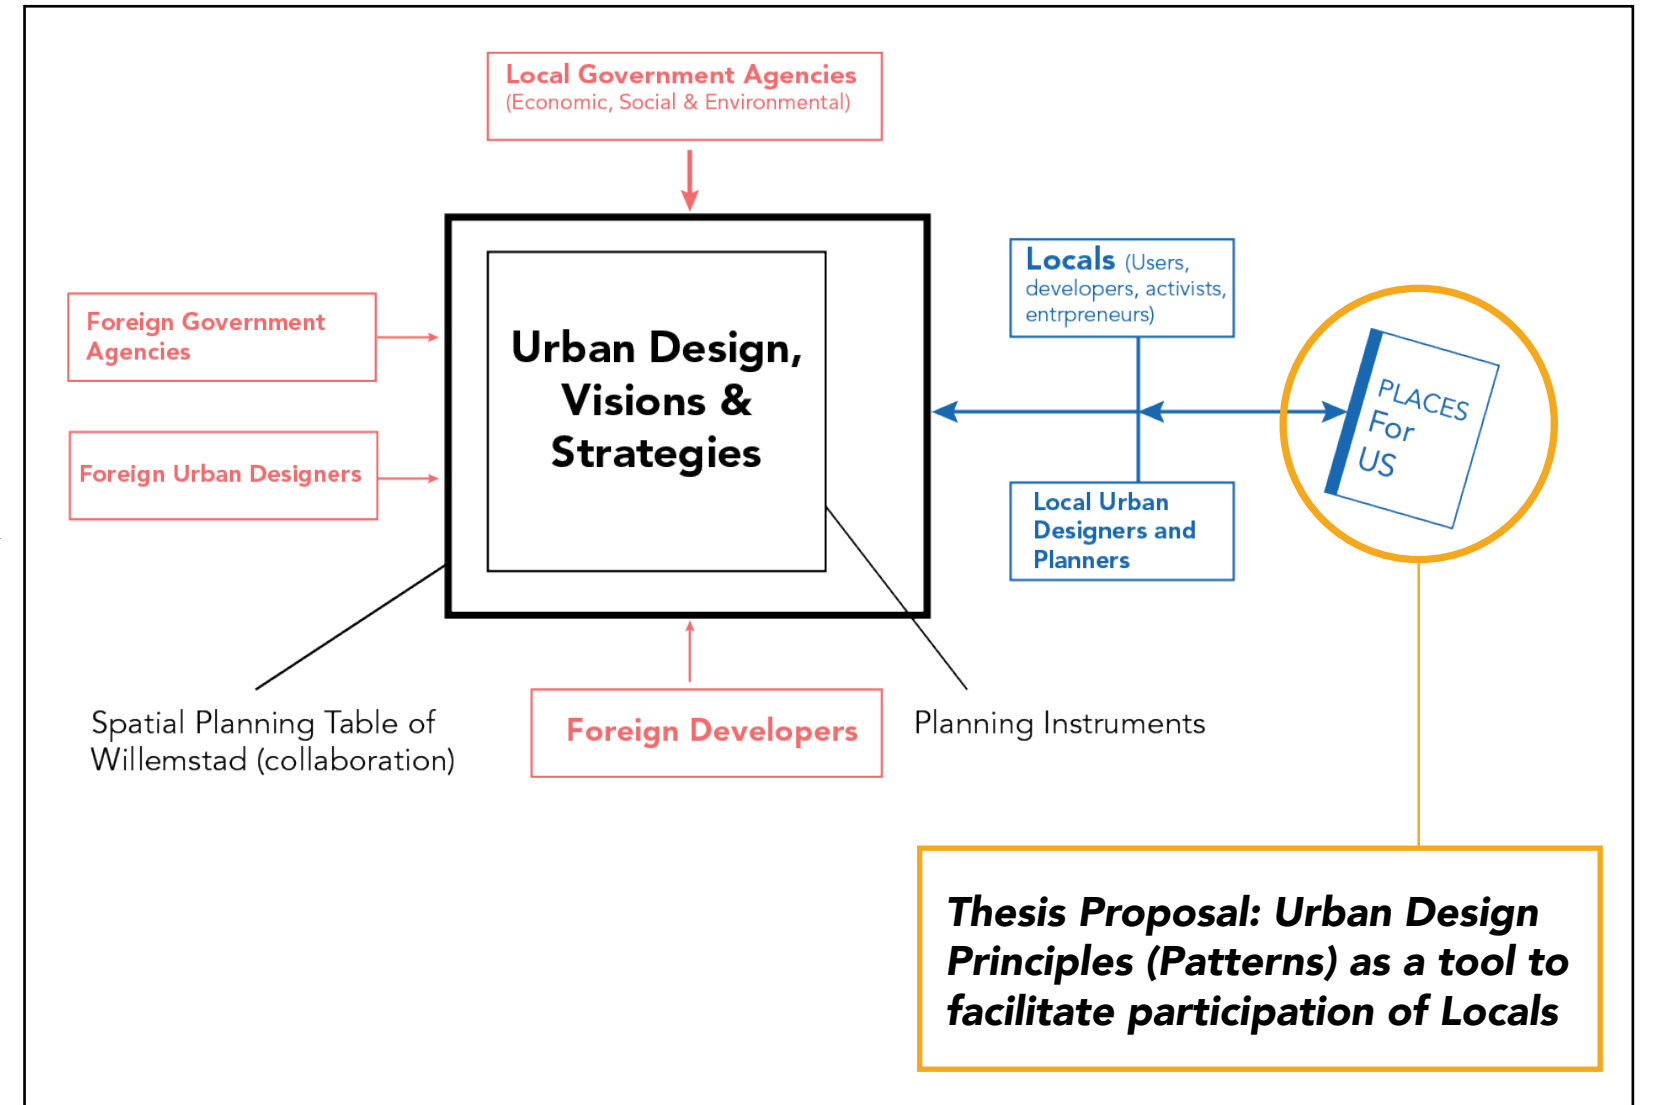 Local Government Agencies
(Economic, Social & Environmental)
Foreign Government
Agencies
Foreign Urban Designers
Urban Design,
Visions &
Strategies
Locals (Users,
developers, activists,
entrpreneurs)
PLACES
For
US
Local Urban
Designers and
Planners
Spatial Planning Table of
Willemstad (collaboration)
Foreign Developers
Planning Instruments
Thesis Proposal: Urban Design
Principles (Patterns) as a tool to
facilitate participation of Locals